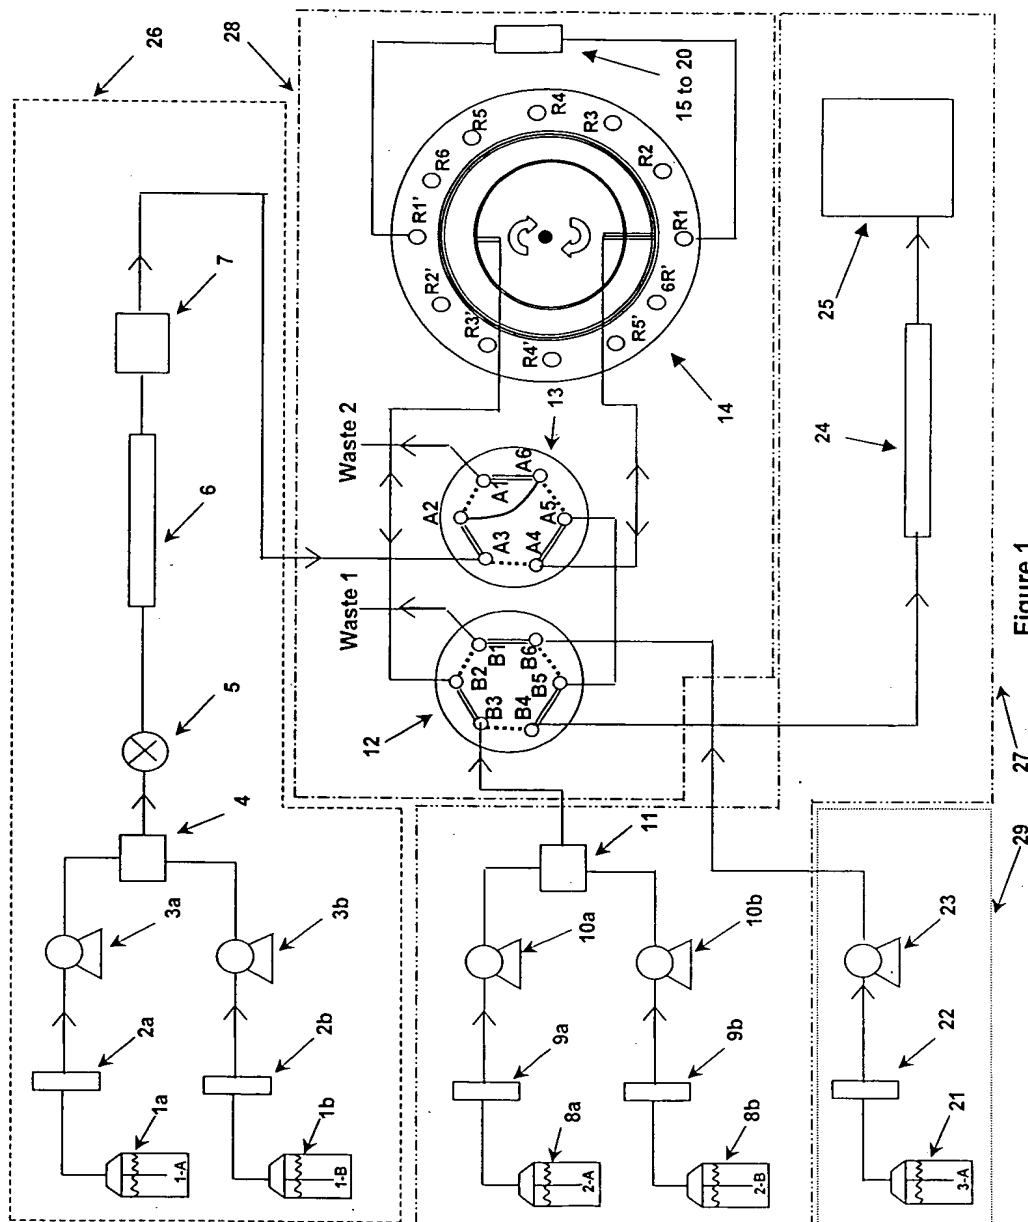 26
28
7
6
5
4
3a
3b
2a
2b
1a
1b
1-A
1-B
15 to 20
R4
R5
R6
R1'
R2'
R3'
R4'
R5'
6R'
R1
R2
R3
14
13
Waste 2
A1
A2
A3
A4
A5
A6
12
Waste 1
B1
B2
B3
B4
B5
B6
11
10a
10b
9a
9b
8a
8b
2-A
2-B
25
24
23
22
21
3-A
27
29
Figure 1